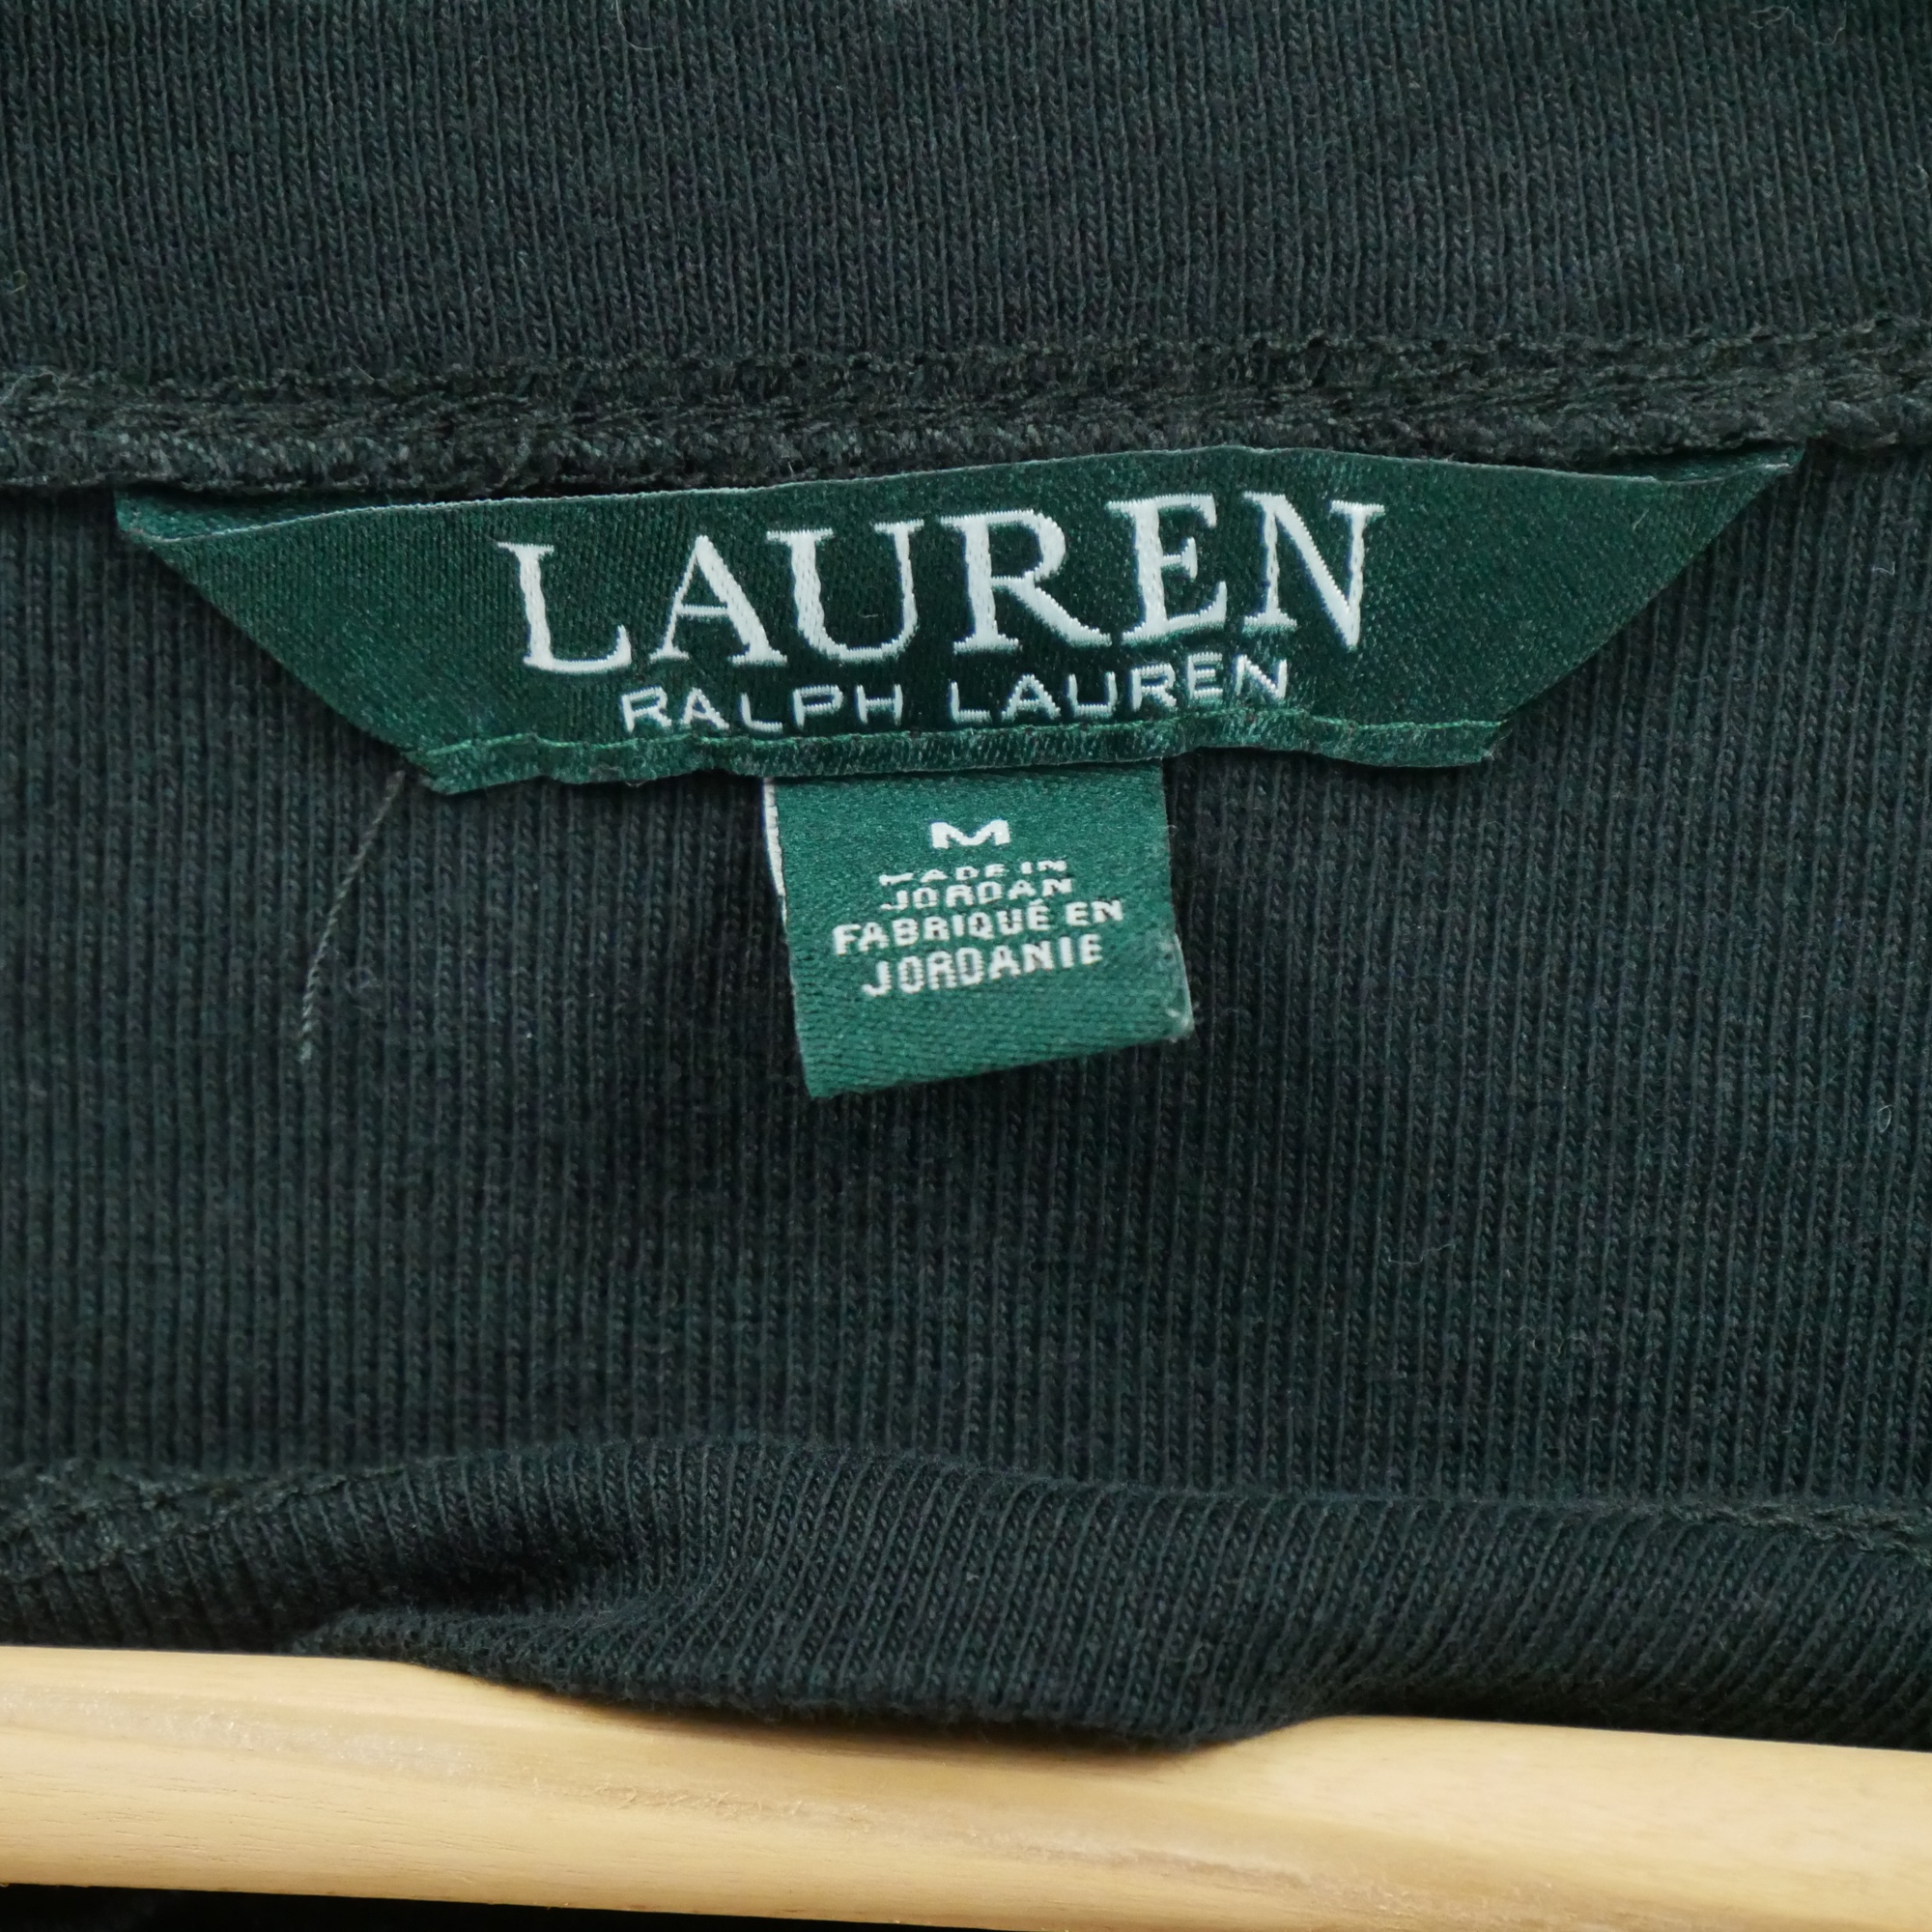 LAUREN
RALPH LAUREN
M
MADE IN
JORDAN
FABRIQUÉ EN
JORDANIE